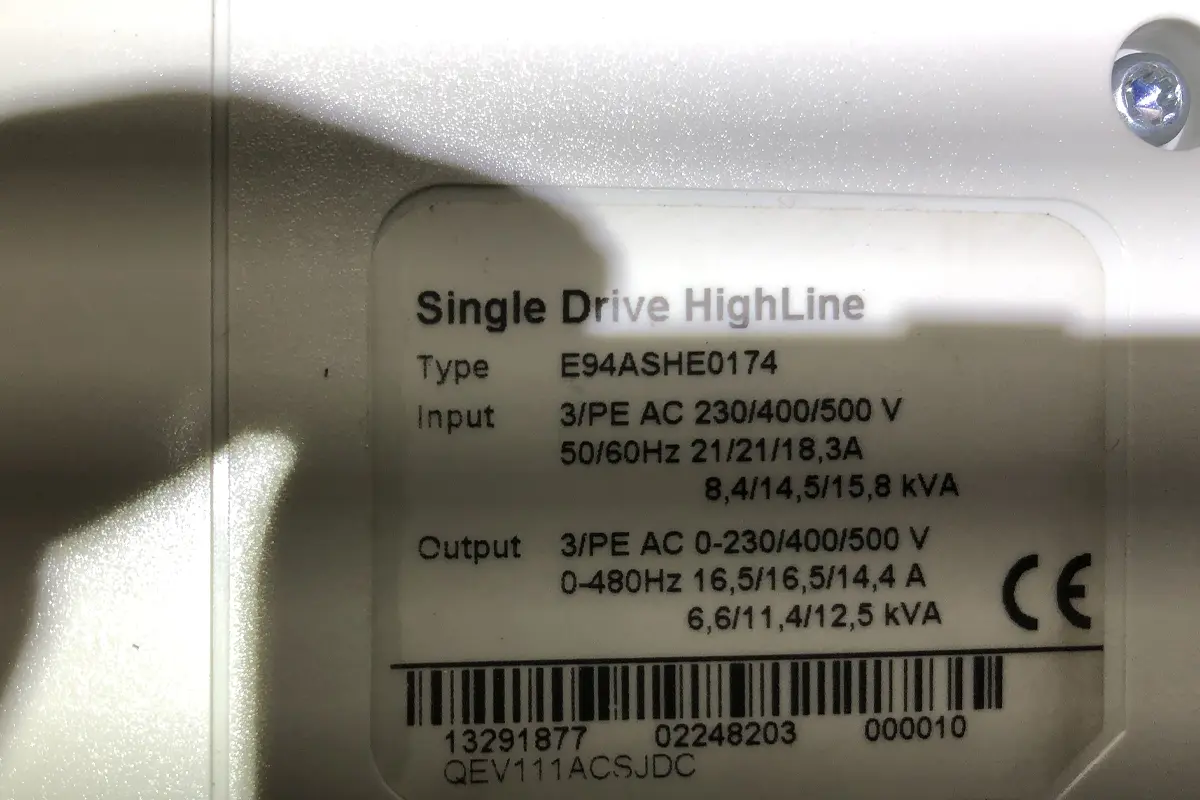 Single Drive HighLine
Type E94ASHE0174
Input 3/PE AC 230/400/500 V
50/60Hz 21/21/18,3A
8,4/14,5/15,8 kVA
Output 3/PE AC 0-230/400/500 V
0-480Hz 16,5/16,5/14,4 A
6,6/11,4/12,5 kVA
CE
13291877 02248203 000010
QEV111ACSJDC